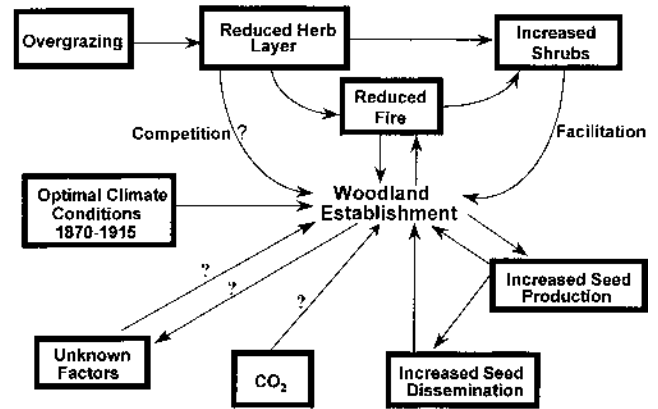 Overgrazing
Reduced Herb
Layer
Increased
Shrubs
Reduced
Fire
Competition ?
Facilitation
Optimal Climate
Conditions
1870-1915
Woodland
Establishment
?
?
?
Increased Seed
Production
Unknown
Factors
CO₂
Increased Seed
Dissemination